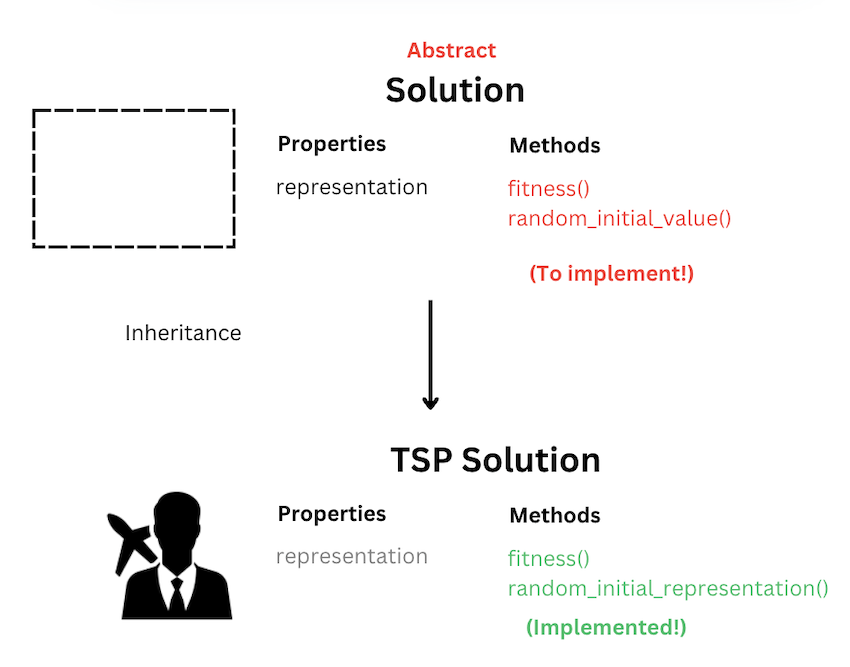 Abstract
Solution
Properties
Methods
representation
fitness()
random_initial_value()
(To implement!)
Inheritance
TSP Solution
Properties
Methods
representation
fitness()
random_initial_representation()
(Implemented!)